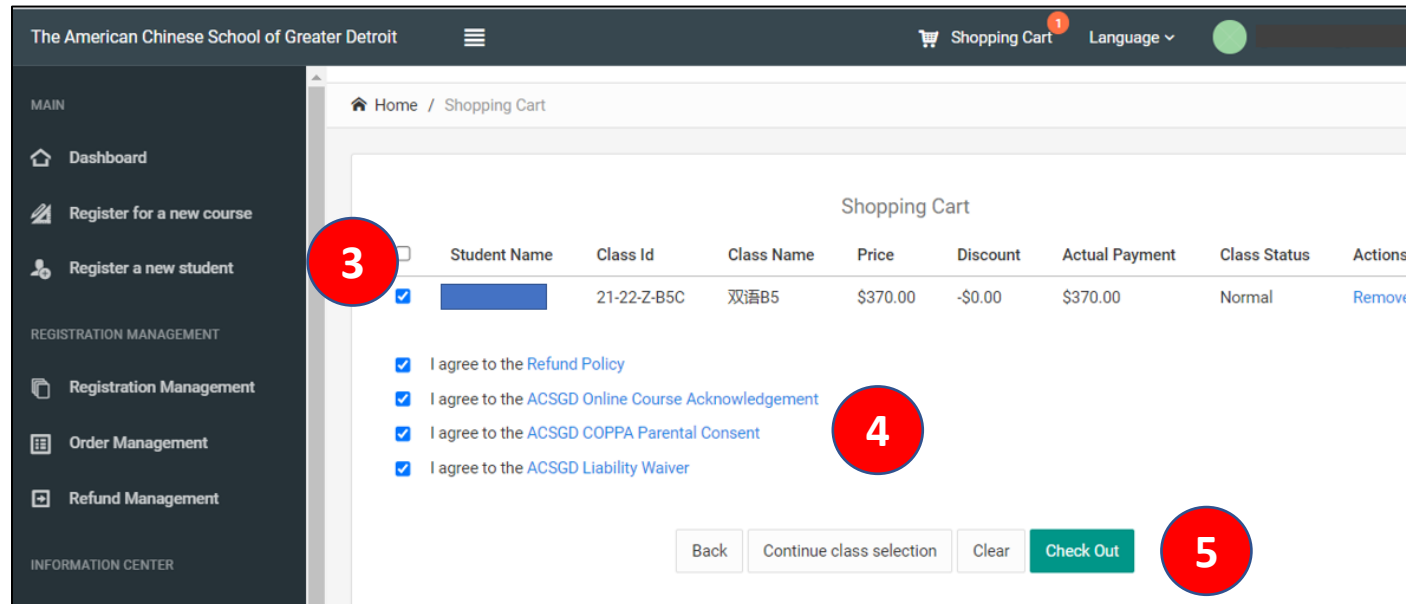 The American Chinese School of Greater Detroit
1
Shopping Cart
Language
MAIN
Home / Shopping Cart
Dashboard
Shopping Cart
Register for a new course
3
Student Name Class Id Class Name Price Discount Actual Payment Class Status Actions
Register a new student
21-22-Z-B5C 双语B5 $370.00 -$0.00 $370.00 Normal Remove
REGISTRATION MANAGEMENT
I agree to the Refund Policy
Registration Management
I agree to the ACSGD Online Course Acknowledgement
I agree to the ACSGD COPPA Parental Consent
4
Order Management
I agree to the ACSGD Liability Waiver
Refund Management
Back Continue class selection Clear Check Out
5
INFORMATION CENTER